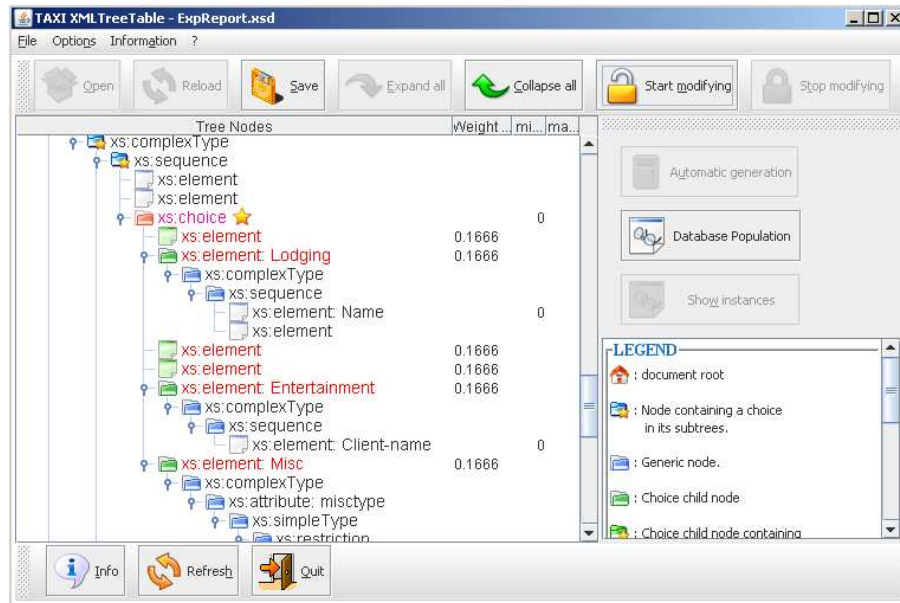 TAXI XMLTreeTable - ExpReport.xsd
File Options Information ?
Open Reload Save Expand all Collapse all Start modifying Stop modifying
Tree Nodes Weight ... mi... ma...
xs:complexType
xs:sequence
xs:element
xs:element
xs:choice 0
xs:element 0.1666
xs:element: Lodging 0.1666
xs:complexType
xs:sequence
xs:element: Name 0
xs:element
xs:element 0.1666
xs:element 0.1666
xs:element: Entertainment 0.1666
xs:complexType
xs:sequence
xs:element: Client-name 0
xs:element: Misc 0.1666
xs:complexType
xs:attribute: misctype
xs:simpleType
xs:restriction
Automatic generation
Database Population
Show instances
LEGEND
: document root
: Node containing a choice
in its subtrees.
: Generic node.
: Choice child node
: Choice child node containing
Info Refresh Quit